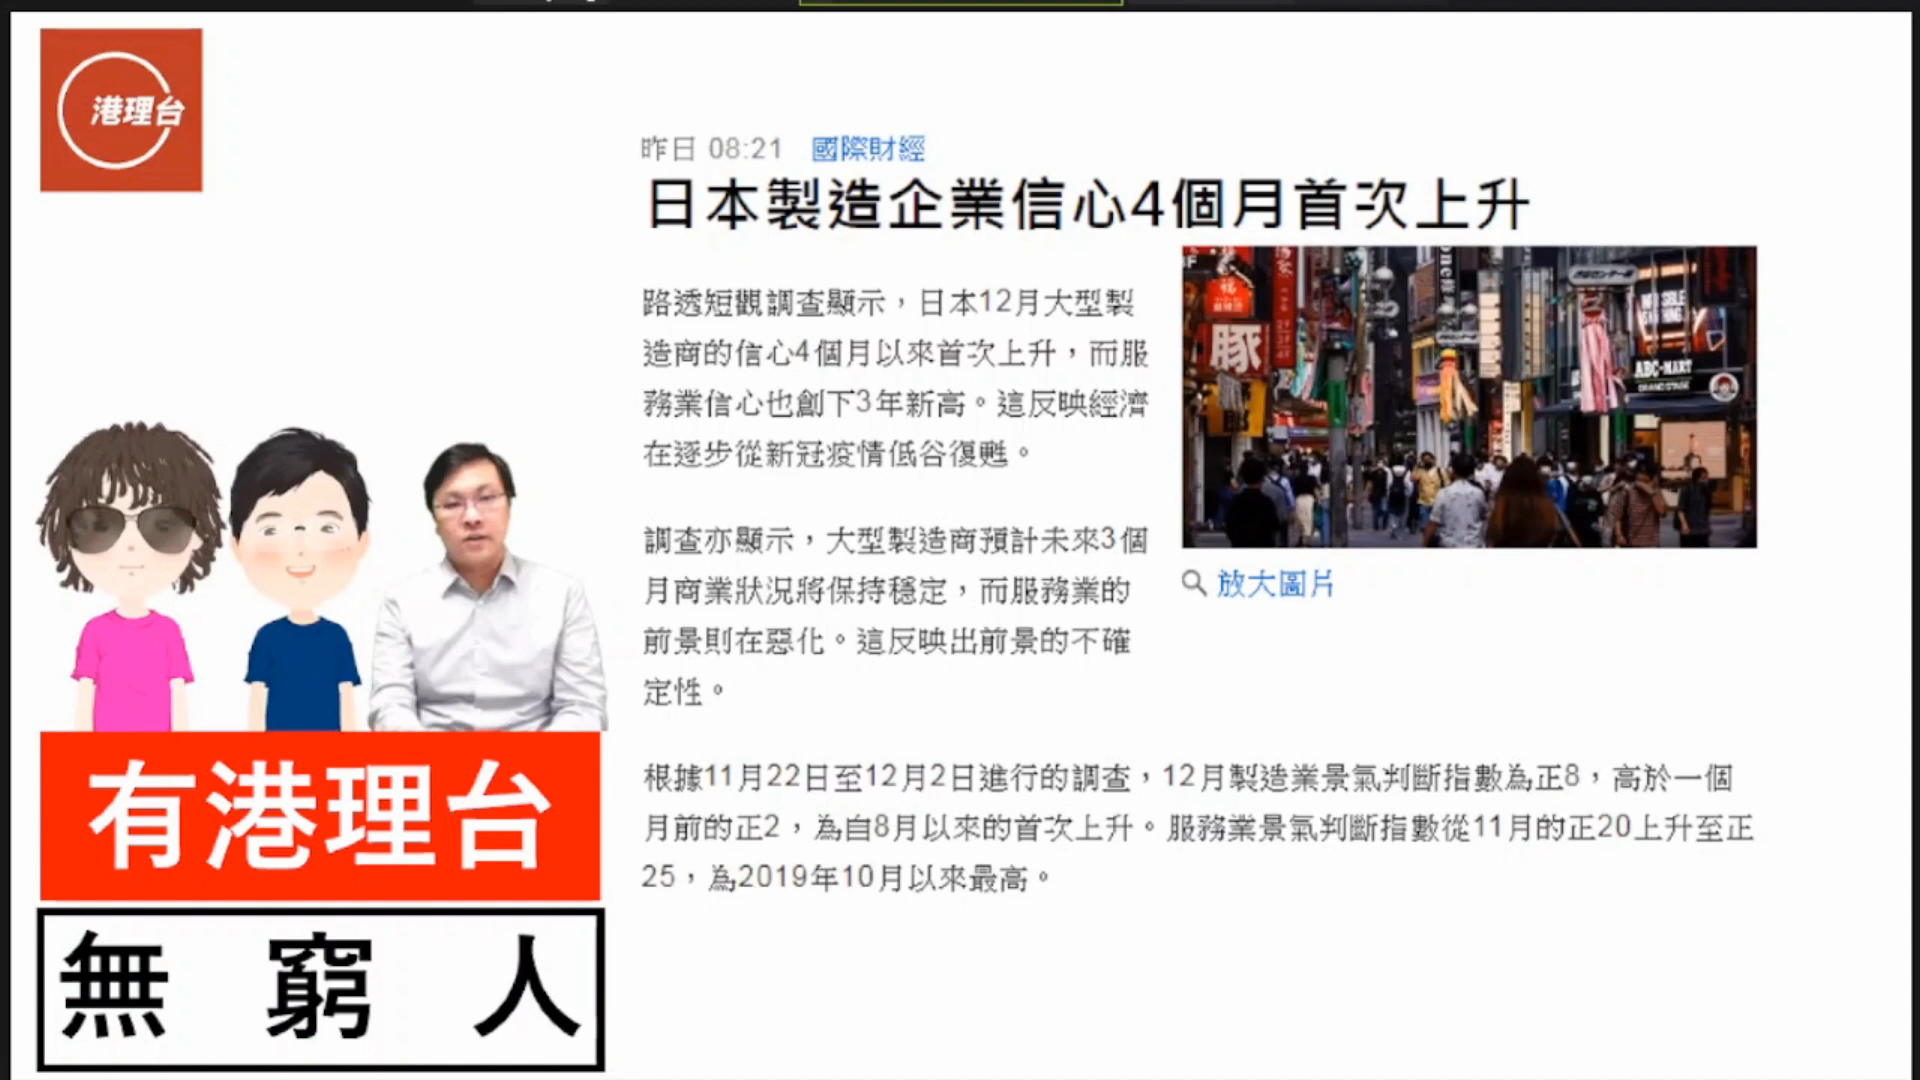 港理台
昨日 08:21 國際財經
日本製造企業信心4個月首次上升
路透短觀調查顯示，日本12月大型製
造商的信心4個月以來首次上升，而服
務業信心也創下3年新高。這反映經濟
在逐步從新冠疫情低谷復甦。
調查亦顯示，大型製造商預計未來3個
月商業狀況將保持穩定，而服務業的
前景則在惡化。這反映出前景的不確
定性。
福
豚
ABC-MART
GRAND STAGE
放大圖片
根據11月22日至12月2日進行的調查，12月製造業景氣判斷指數為正8，高於一個
月前的正2，為自8月以來的首次上升。服務業景氣判斷指數從11月的正20上升至正
25，為2019年10月以來最高。
有港理台
無窮人